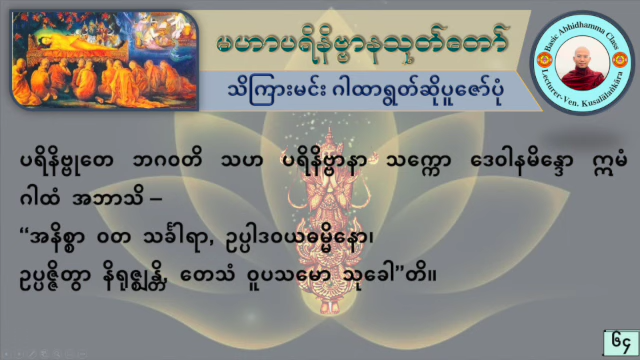 မဟာပရိနိဗ္ဗာနသုတ်တော်
သိကြားမင်း ဂါထာရွတ်ဆိုပူဇော်ပုံ
Basic Abhidhamma Class
Lecturer-Ven. Kusalālaṅkāra
ပရိနိဗ္ဗုတေ ဘဂဝတိ သဟ ပရိနိဗ္ဗာနာ သက္ကော ဒေဝါနမိန္ဒော ဣမံ
ဂါထံ အဘာသိ –
“အနိစ္စာ ဝတ သင်္ခါရာ, ဥပ္ပါဒဝယဓမ္မိနော၊
ဥပ္ပဇ္ဇိတွာ နိရုဇ္ဈန္တိ, တေသံ ဝူပသမော သုခေါ”တိ။
၆၄